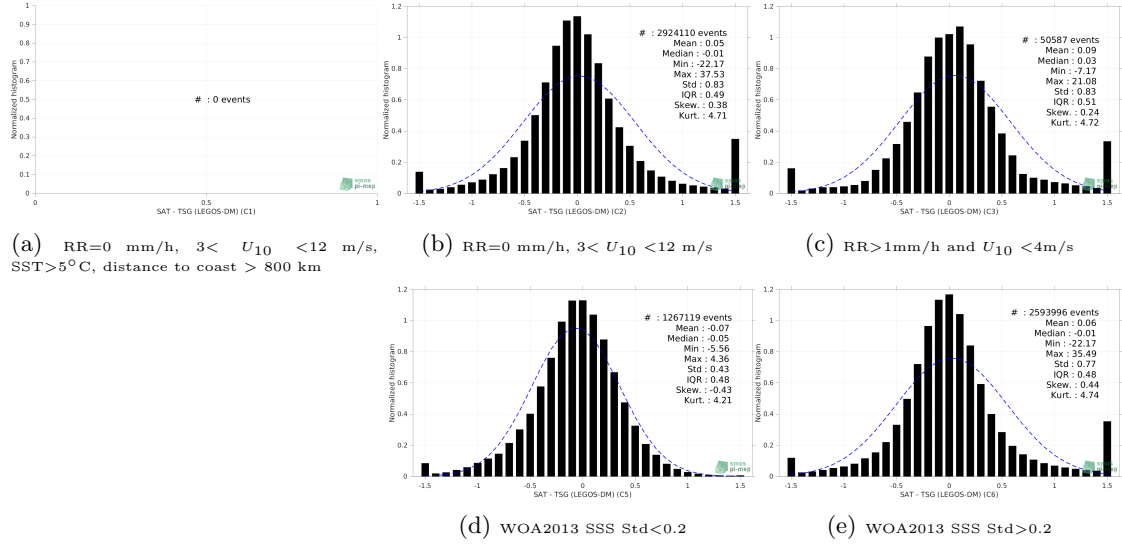 1
0.9
0.8
0.7
0.6
0.5
0.4
0.3
0.2
0.1
0
Normalized histogram
# : 0 events
smos
pi-mep
0
0.5
1
SAT - TSG (LEGOS-DM) (C1)
(a) RR=0 mm/h, 3< U10 <12 m/s,
SST>5°C, distance to coast > 800 km
1.2
1
0.8
0.6
0.4
0.2
0
Normalized histogram
# : 2924110 events
Mean : 0.05
Median : -0.01
Min : -22.17
Max : 37.53
Std : 0.83
IQR : 0.49
Skew. : 0.38
Kurt. : 4.71
smos
pi-mep
-1.5
-1
-0.5
0
0.5
1
1.5
SAT - TSG (LEGOS-DM) (C2)
(b) RR=0 mm/h, 3< U10 <12 m/s
1.2
1
0.8
0.6
0.4
0.2
0
Normalized histogram
# : 50587 events
Mean : 0.09
Median : 0.03
Min : -7.17
Max : 21.08
Std : 0.83
IQR : 0.51
Skew. : 0.24
Kurt. : 4.72
smos
pi-mep
-1.5
-1
-0.5
0
0.5
1
1.5
SAT - TSG (LEGOS-DM) (C3)
(c) RR>1mm/h and U10 <4m/s
1.2
1
0.8
0.6
0.4
0.2
0
Normalized histogram
# : 1267119 events
Mean : -0.07
Median : -0.05
Min : -5.56
Max : 4.36
Std : 0.43
IQR : 0.48
Skew. : -0.43
Kurt. : 4.21
smos
pi-mep
-1.5
-1
-0.5
0
0.5
1
1.5
SAT - TSG (LEGOS-DM) (C5)
(d) WOA2013 SSS Std<0.2
1.2
1
0.8
0.6
0.4
0.2
0
Normalized histogram
# : 2593996 events
Mean : 0.06
Median : -0.01
Min : -22.17
Max : 35.49
Std : 0.77
IQR : 0.48
Skew. : 0.44
Kurt. : 4.74
smos
pi-mep
-1.5
-1
-0.5
0
0.5
1
1.5
SAT - TSG (LEGOS-DM) (C6)
(e) WOA2013 SSS Std>0.2